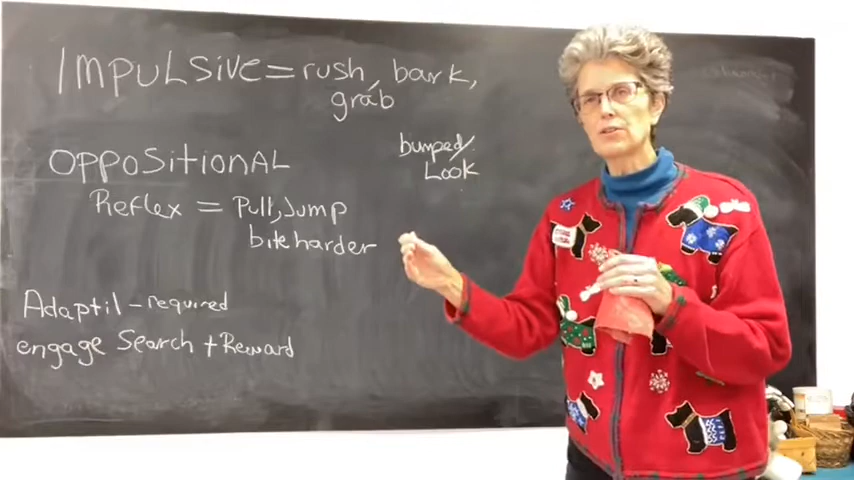 IMPULSIVE = rush, bark,
grab
bumped/
LOOK
OPPOSITIONAL
Reflex = Pull, Jump
bite harder
Adaptil - required
engage Search + Reward